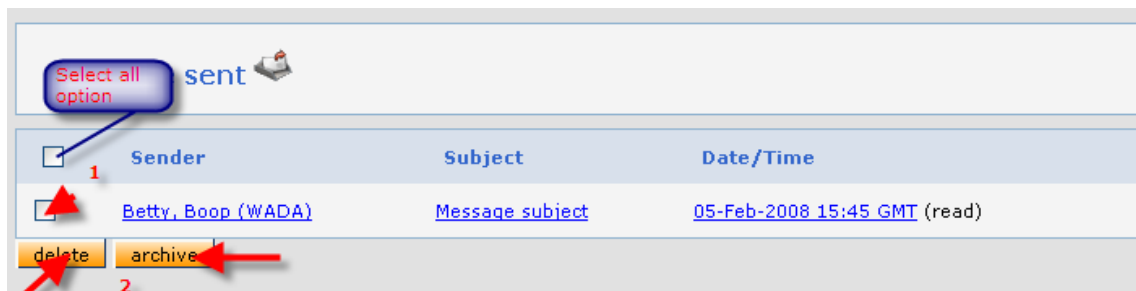 Select all
option
sent
Sender Subject Date/Time
1
Betty, Boop (WADA) Message subject 05-Feb-2008 15:45 GMT (read)
delete archive
2